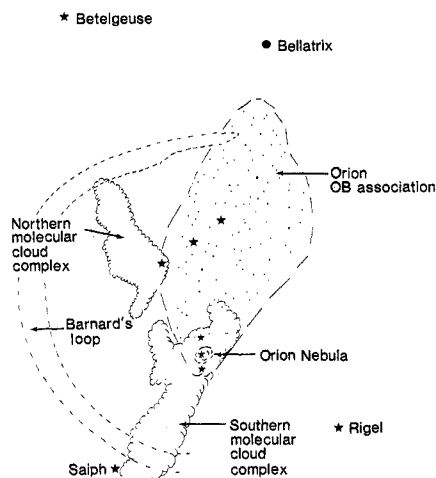 Betelgeuse
Bellatrix
Orion
OB association
Northern
molecular
cloud
complex
Barnard's
loop
Orion Nebula
Southern
molecular
cloud
complex
Rigel
Saiph